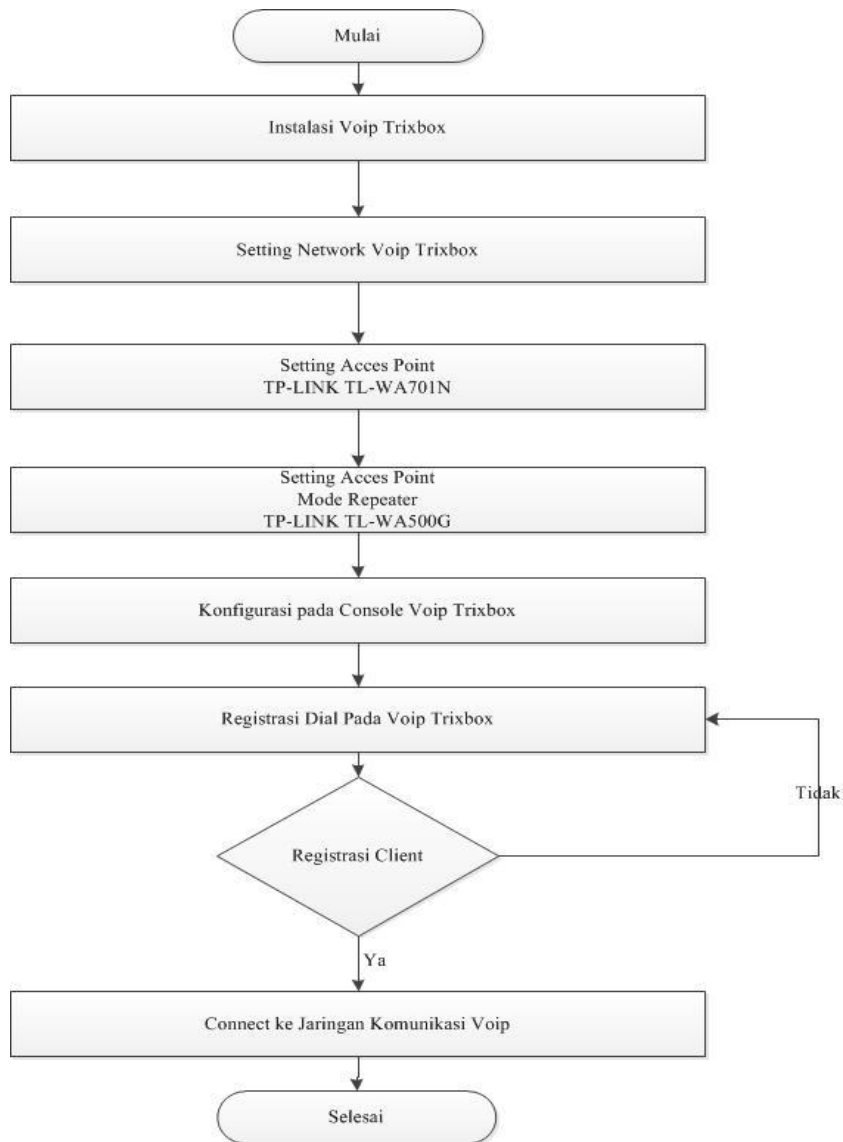 Mulai
Instalasi Voip Trixbox
Setting Network Voip Trixbox
Setting Acces Point
TP-LINK TL-WA701N
Setting Acces Point
Mode Repeater
TP-LINK TL-WA500G
Konfigurasi pada Console Voip Trixbox
Registrasi Dial Pada Voip Trixbox
Tidak
Registrasi Client
Ya
Connect ke Jaringan Komunikasi Voip
Selesai